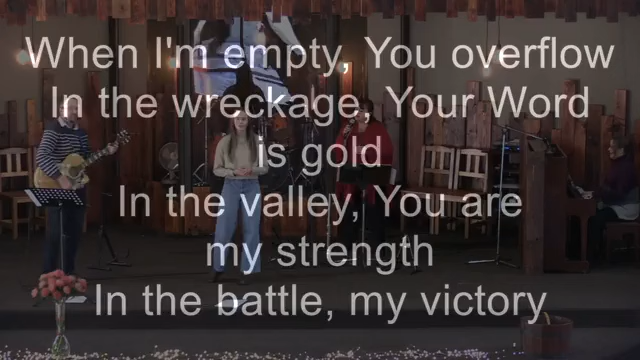 When I'm empty, You overflow
In the wreckage, Your Word
is gold
In the valley, You are
my strength
In the battle, my victory